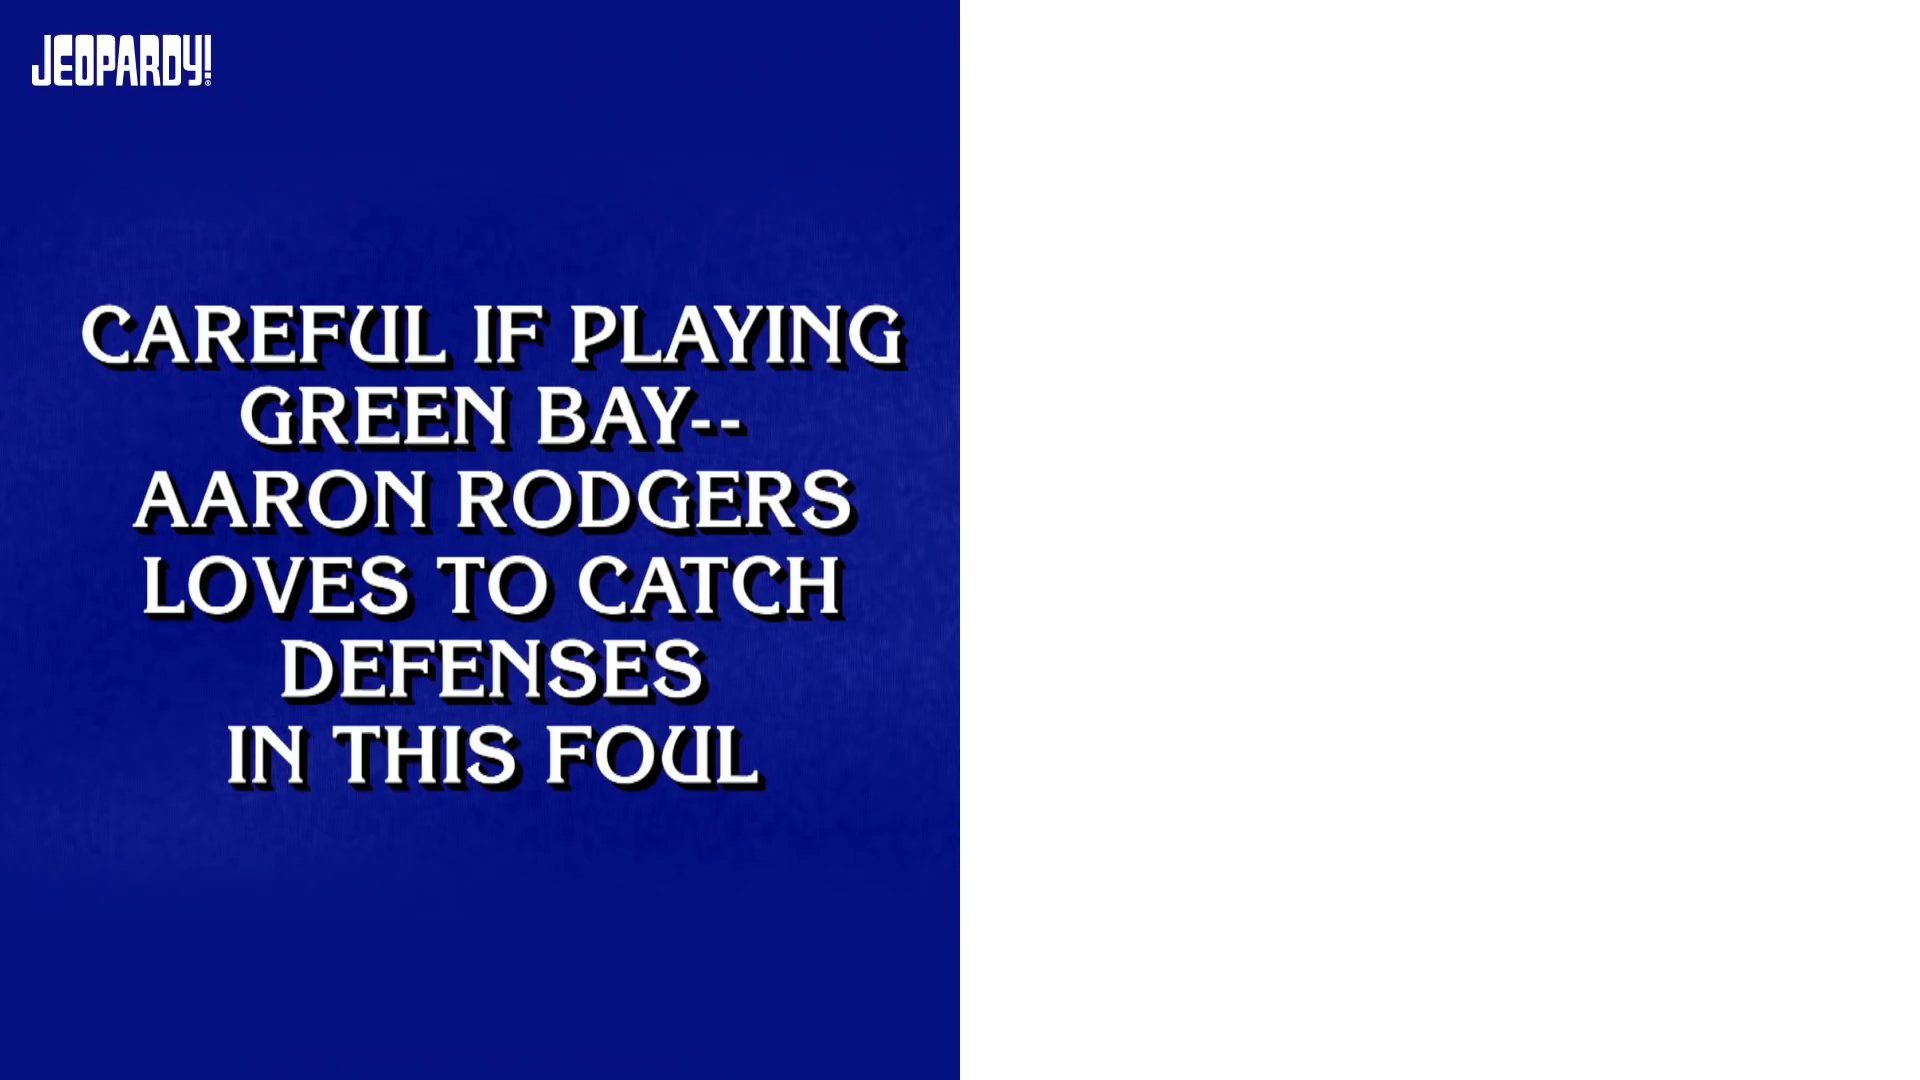 JEOPARDY!
CAREFUL IF PLAYING
GREEN BAY--
AARON RODGERS
LOVES TO CATCH
DEFENSES
IN THIS FOUL